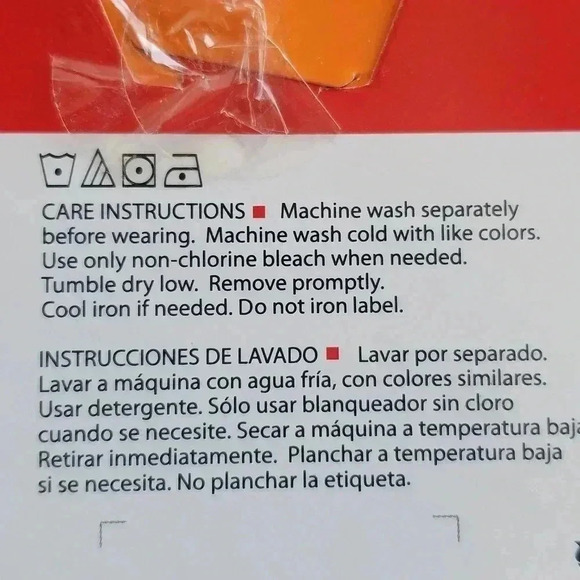 CARE INSTRUCTIONS ■ Machine wash separately
before wearing. Machine wash cold with like colors.
Use only non-chlorine bleach when needed.
Tumble dry low. Remove promptly.
Cool iron if needed. Do not iron label.
INSTRUCCIONES DE LAVADO ■ Lavar por separado.
Lavar a máquina con agua fría, con colores similares.
Usar detergente. Sólo usar blanqueador sin cloro
cuando se necesite. Secar a máquina a temperatura baja
Retirar inmediatamente. Planchar a temperatura baja
si se necesita. No planchar la etiqueta.